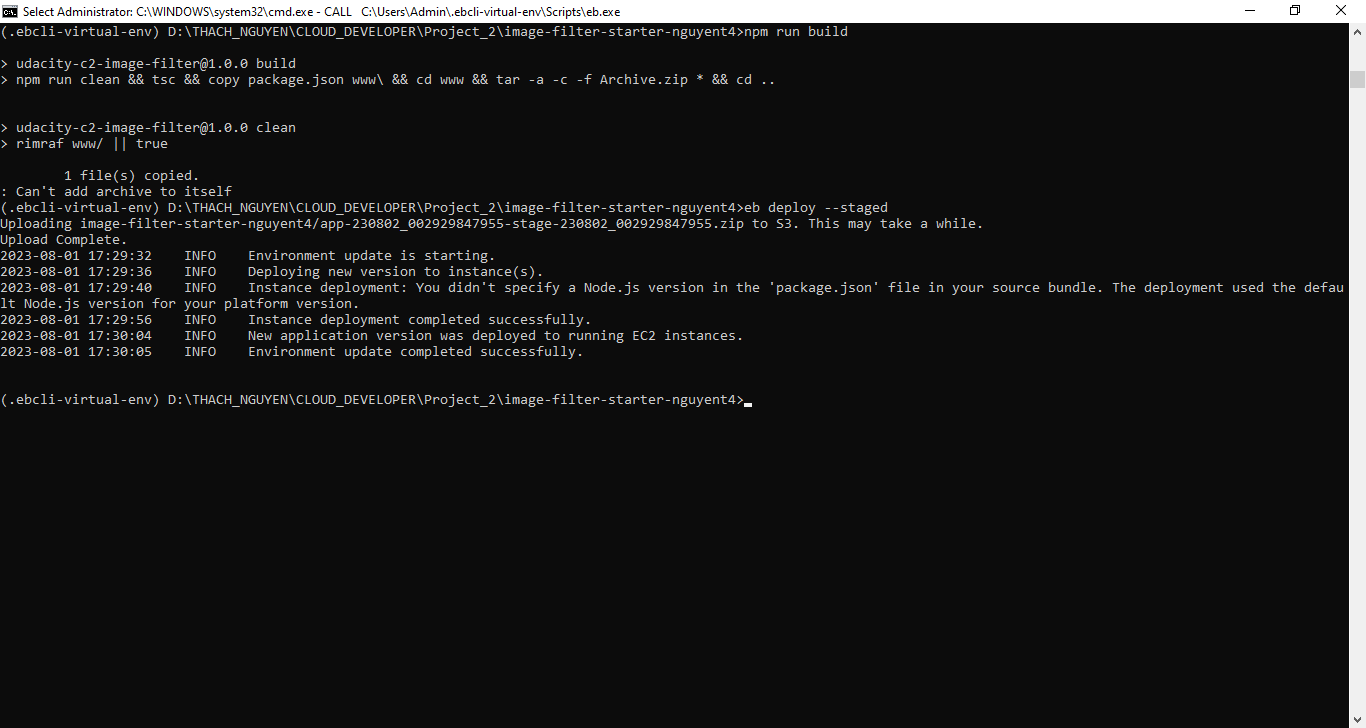 Select Administrator: C:\WINDOWS\system32\cmd.exe - CALL C:\Users\Admin\.ebcli-virtual-env\Scripts\eb.exe
(.ebcli-virtual-env) D:\THACH_NGUYEN\CLOUD_DEVELOPER\Project_2\image-filter-starter-nguyent4>npm run build
> udacity-c2-image-filter@1.0.0 build
> npm run clean && tsc && copy package.json www\ && cd www && tar -a -c -f Archive.zip * && cd ..
> udacity-c2-image-filter@1.0.0 clean
> rimraf www/ || true
1 file(s) copied.
: Can't add archive to itself
(.ebcli-virtual-env) D:\THACH_NGUYEN\CLOUD_DEVELOPER\Project_2\image-filter-starter-nguyent4>eb deploy --staged
Uploading image-filter-starter-nguyent4/app-230802_002929847955-stage-230802_002929847955.zip to S3. This may take a while.
Upload Complete.
2023-08-01 17:29:32    INFO    Environment update is starting.
2023-08-01 17:29:36    INFO    Deploying new version to instance(s).
2023-08-01 17:29:40    INFO    Instance deployment: You didn't specify a Node.js version in the 'package.json' file in your source bundle. The deployment used the defau
lt Node.js version for your platform version.
2023-08-01 17:29:56    INFO    Instance deployment completed successfully.
2023-08-01 17:30:04    INFO    New application version was deployed to running EC2 instances.
2023-08-01 17:30:05    INFO    Environment update completed successfully.
(.ebcli-virtual-env) D:\THACH_NGUYEN\CLOUD_DEVELOPER\Project_2\image-filter-starter-nguyent4>